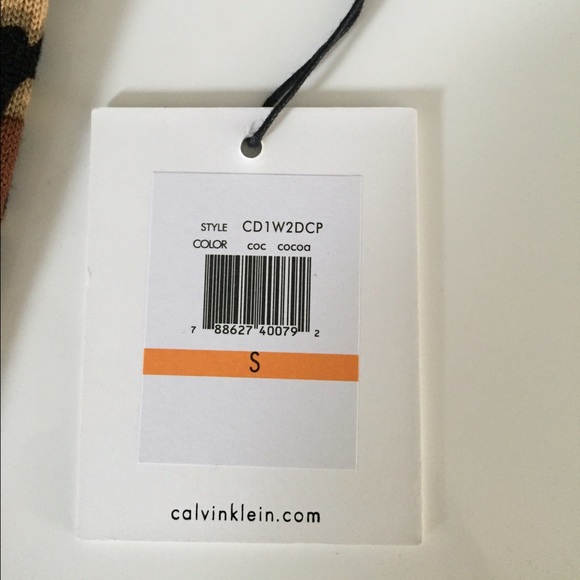 STYLE CD1W2DCP
COLOR coc cocoa
7 88627 40079 2
S
calvinklein.com